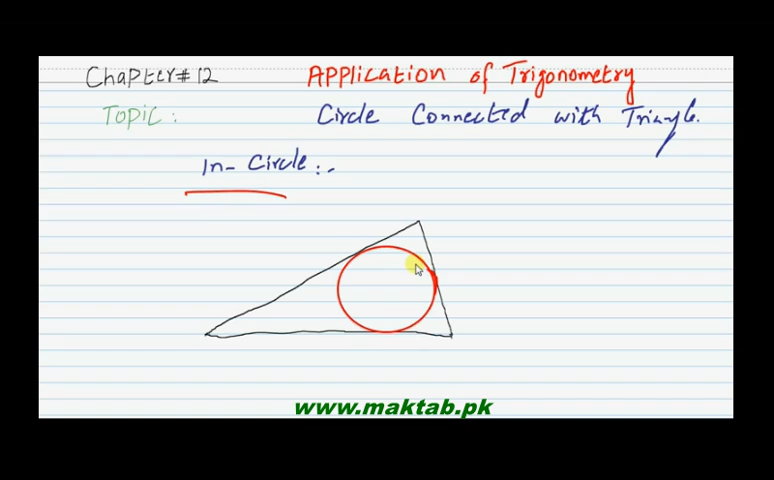 Chapter#12 Application of Trigonometry
Topic: Circle Connected with Triangle.
In-Circle:-
www.maktab.pk